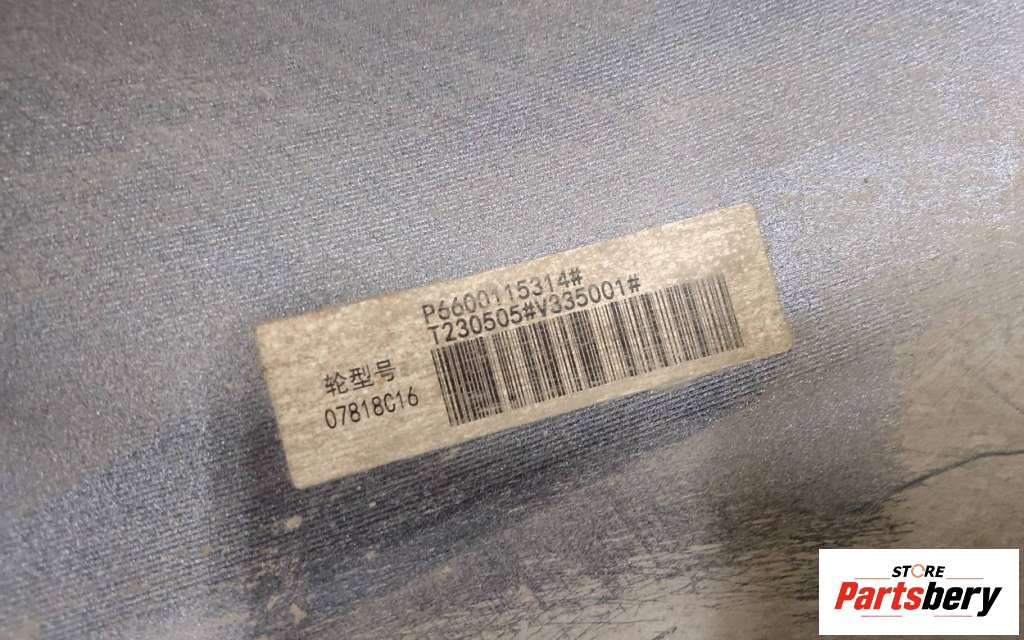 P6600115314#
T230505#V335001#
轮型号
07818C16
STORE
Partsbery